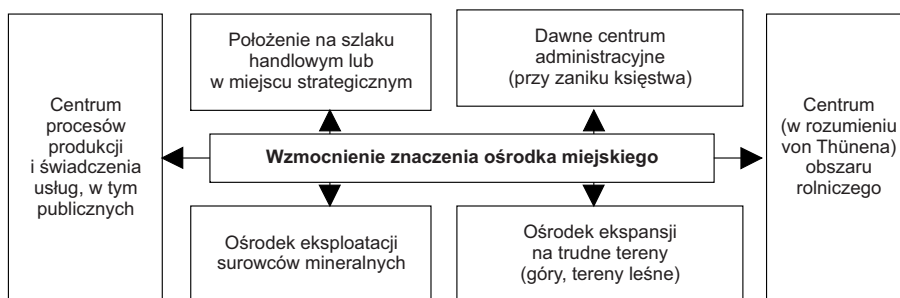 Centrum
procesów
produkcji
i świadczenia
usług, w tym
publicznych
Położenie na szlaku
handlowym lub
w miejscu strategicznym
Dawne centrum
administracyjne
(przy zaniku księstwa)
Wzmocnienie znaczenia ośrodka miejskiego
Ośrodek eksploatacji
surowców mineralnych
Ośrodek ekspansji
na trudne tereny
(góry, tereny leśne)
Centrum
(w rozumieniu
von Thünena)
obszaru
rolniczego